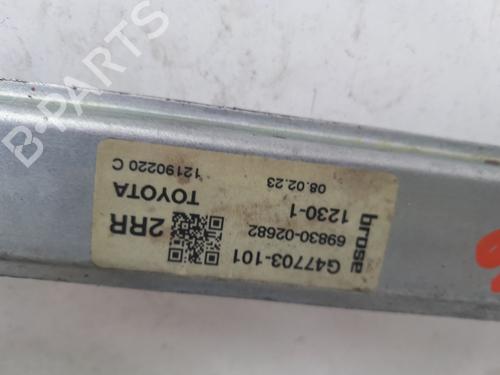 brose
G47703-101
69830-02682
1230-1
08.02.23
2RR
TOYOTA
12190220 C
B-PARTS